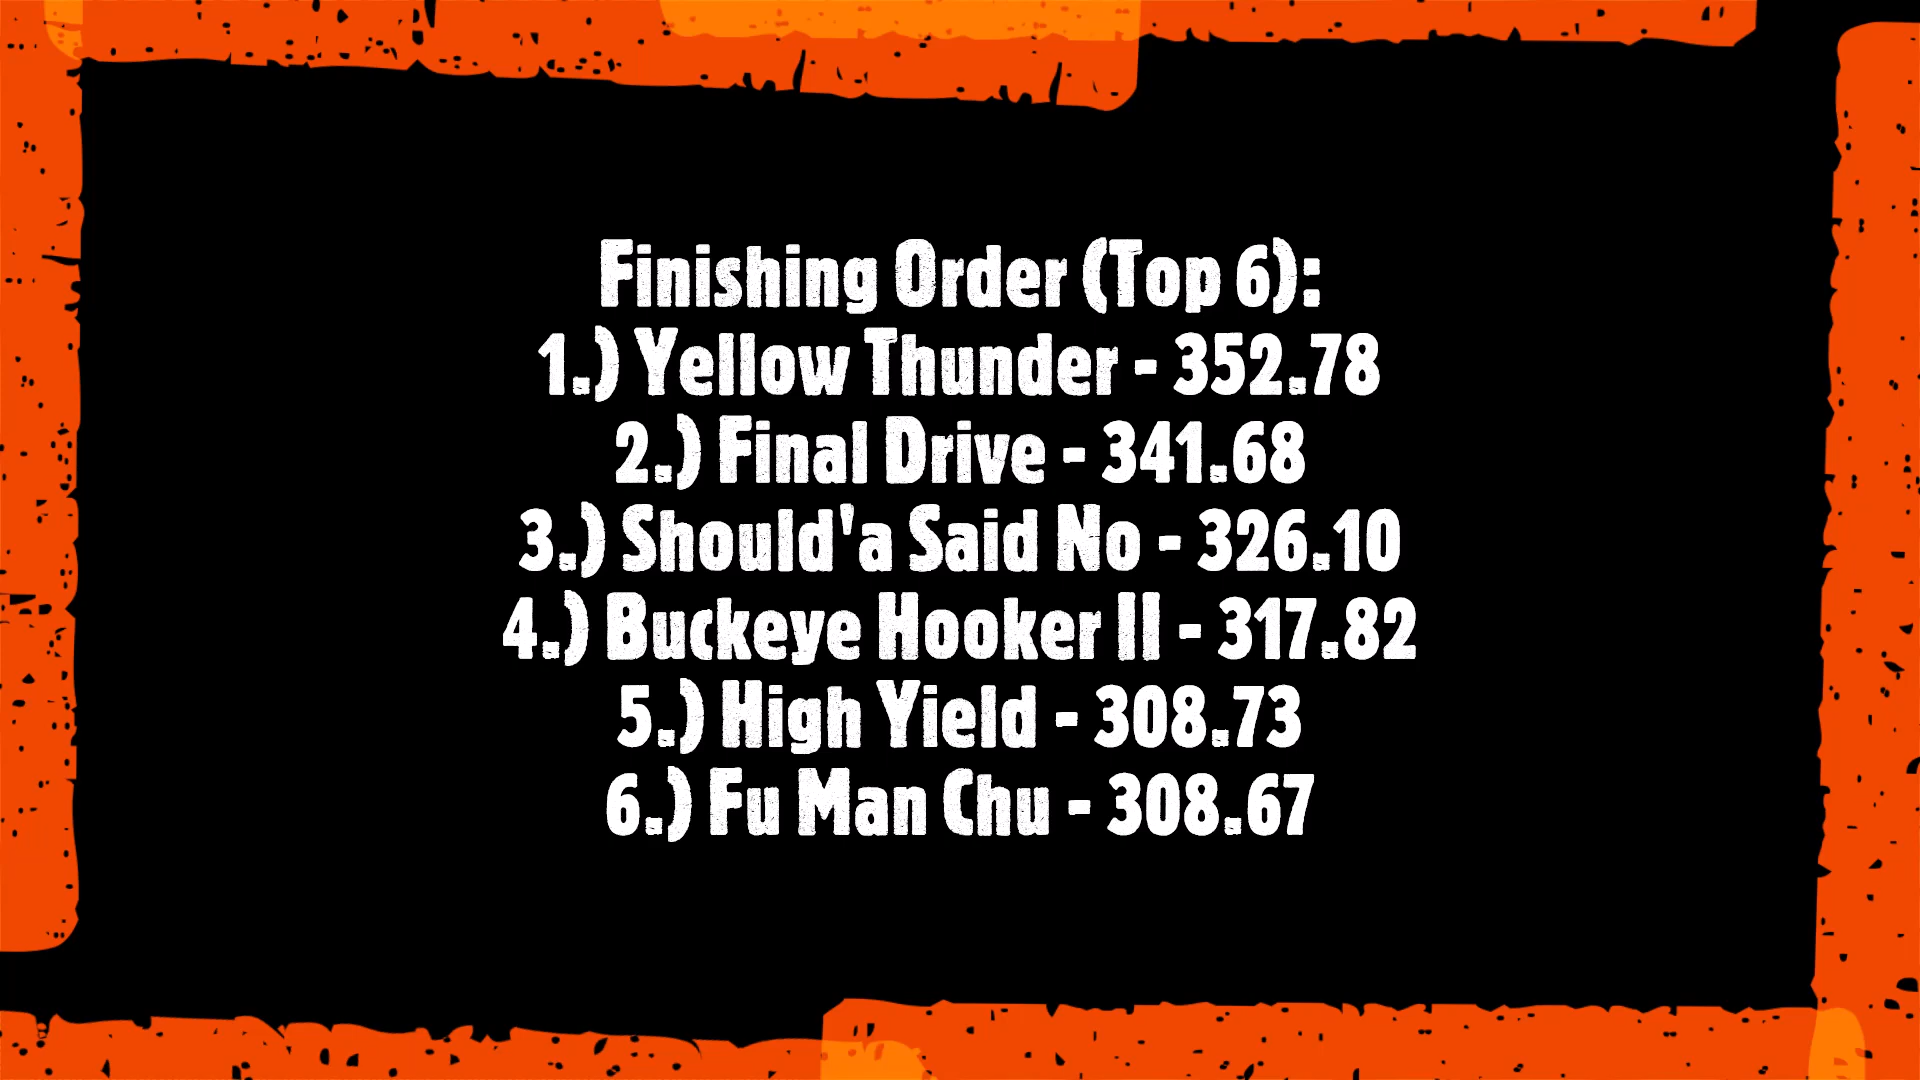 Finishing Order (Top 6):
1.) Yellow Thunder - 352.78
2.) Final Drive - 341.68
3.) Should'a Said No - 326.10
4.) Buckeye Hooker II - 317.82
5.) High Yield - 308.73
6.) Fu Man Chu - 308.67